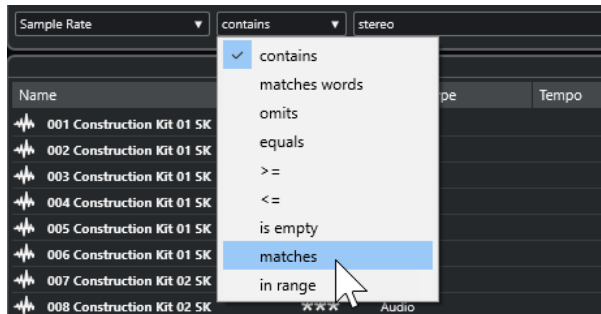 Sample Rate contains stereo
contains
matches words
omits
equals
>=
<=
is empty
matches
in range
Name pe Tempo
001 Construction Kit 01 SK
002 Construction Kit 01 SK
003 Construction Kit 01 SK
004 Construction Kit 01 SK
005 Construction Kit 01 SK
006 Construction Kit 01 SK
007 Construction Kit 02 SK
008 Construction Kit 02 SK *** Audio